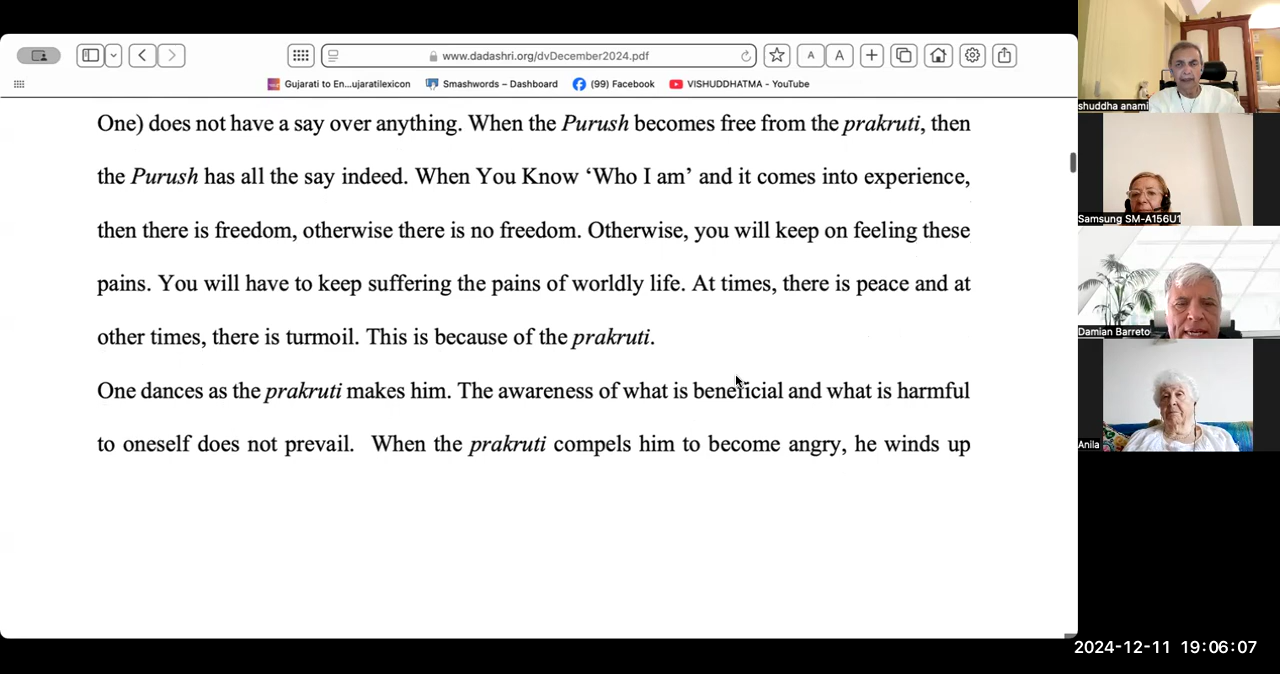 www.dadashri.org/dvDecember2024.pdf
A A
Gujarati to En...ujaratilexicon Smashwords – Dashboard (99) Facebook VISHUDDHATMA - YouTube
One) does not have a say over anything. When the Purush becomes free from the prakruti, then
the Purush has all the say indeed. When You Know ‘Who I am’ and it comes into experience,
then there is freedom, otherwise there is no freedom. Otherwise, you will keep on feeling these
pains. You will have to keep suffering the pains of worldly life. At times, there is peace and at
other times, there is turmoil. This is because of the prakruti.
One dances as the prakruti makes him. The awareness of what is beneficial and what is harmful
to oneself does not prevail. When the prakruti compels him to become angry, he winds up
shuddha anami
Samsung SM-A156U1
Damian Barreto
Anila
2024-12-11 19:06:07